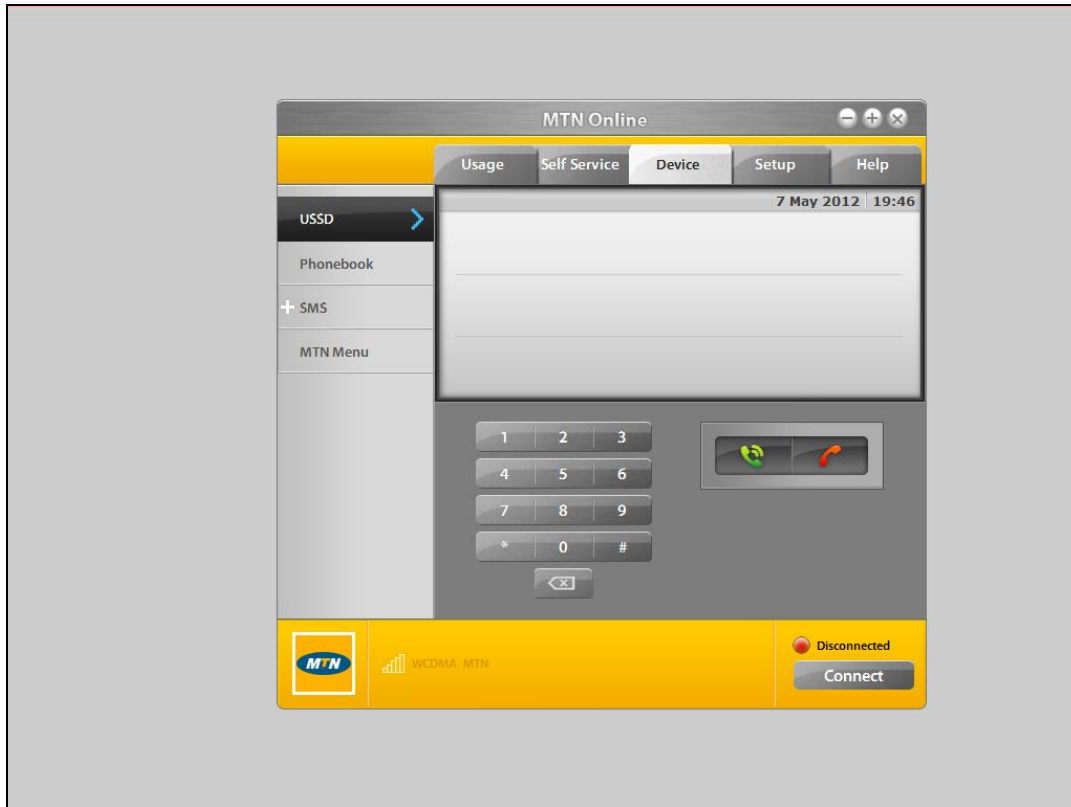 MTN Online
Usage Self Service Device Setup Help
7 May 2012 19:46
USSD
Phonebook
SMS
MTN Menu
1 2 3
4 5 6
7 8 9
* 0 #
Disconnected
MTN WCDMA MTN
Connect